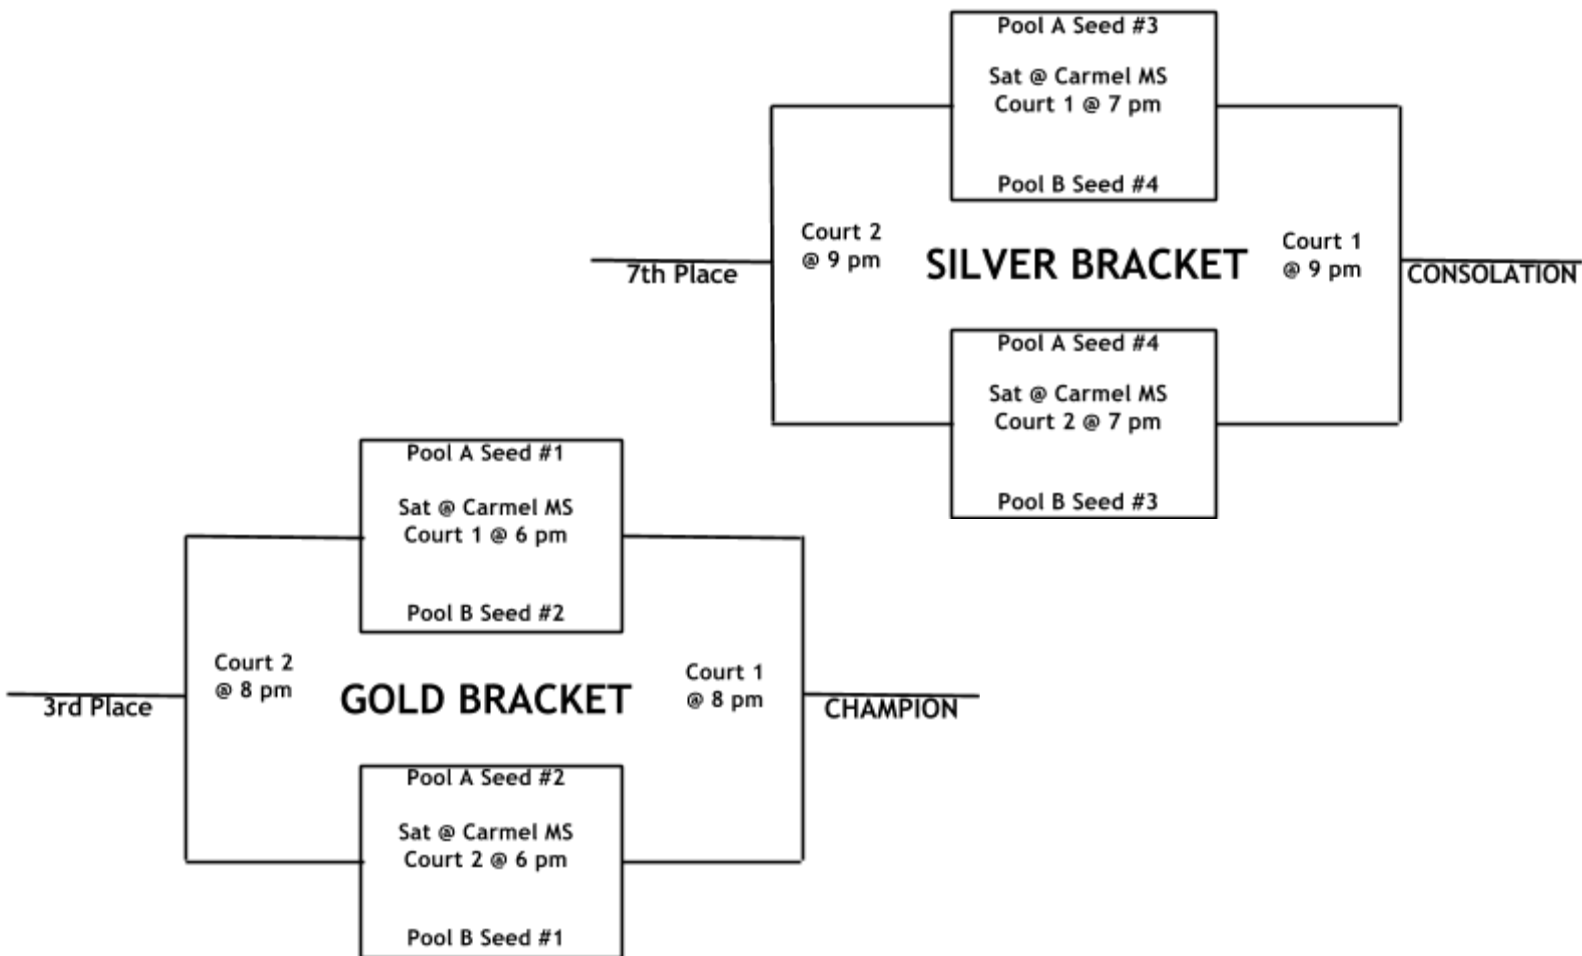 Pool A Seed #3
Sat @ Carmel MS
Court 1 @ 7 pm
Pool B Seed #4
Court 2
@ 9 pm
SILVER BRACKET
Court 1
@ 9 pm
7th Place
CONSOLATION
Pool A Seed #4
Sat @ Carmel MS
Court 2 @ 7 pm
Pool B Seed #3
Pool A Seed #1
Sat @ Carmel MS
Court 1 @ 6 pm
Pool B Seed #2
Court 2
@ 8 pm
GOLD BRACKET
Court 1
@ 8 pm
3rd Place
CHAMPION
Pool A Seed #2
Sat @ Carmel MS
Court 2 @ 6 pm
Pool B Seed #1